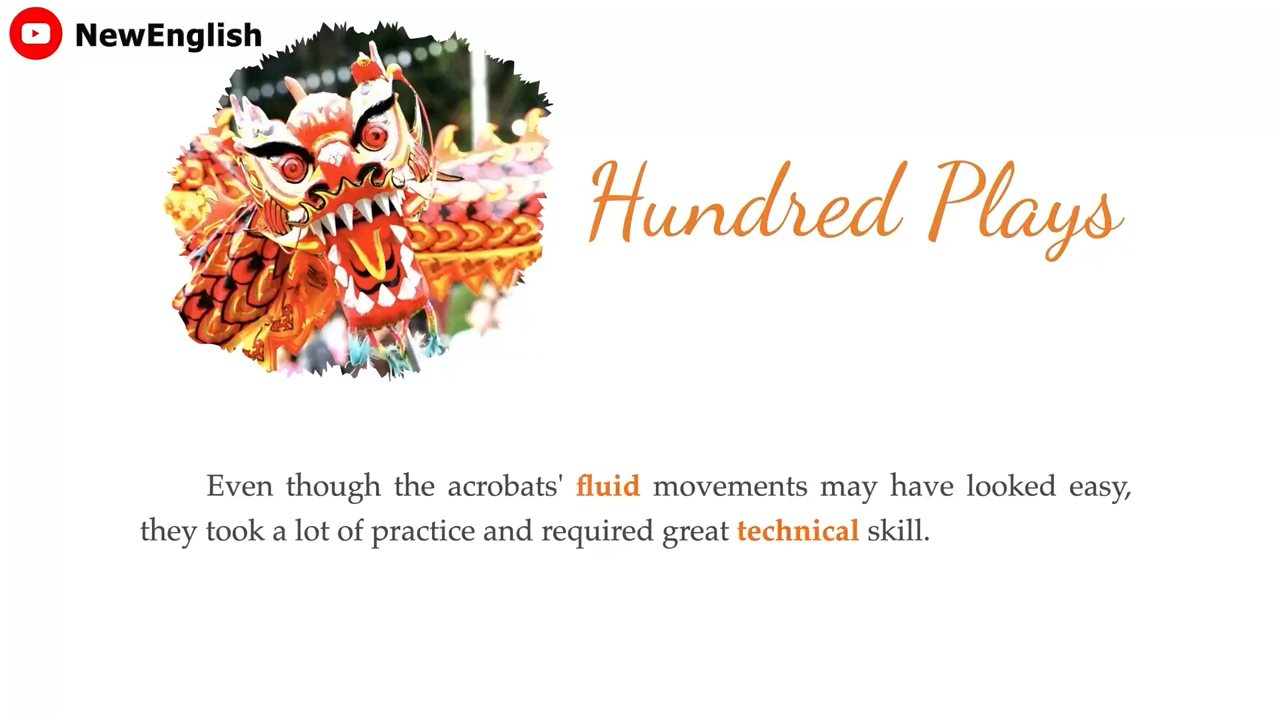 NewEnglish
Hundred Plays
Even though the acrobats' fluid movements may have looked easy,
they took a lot of practice and required great technical skill.